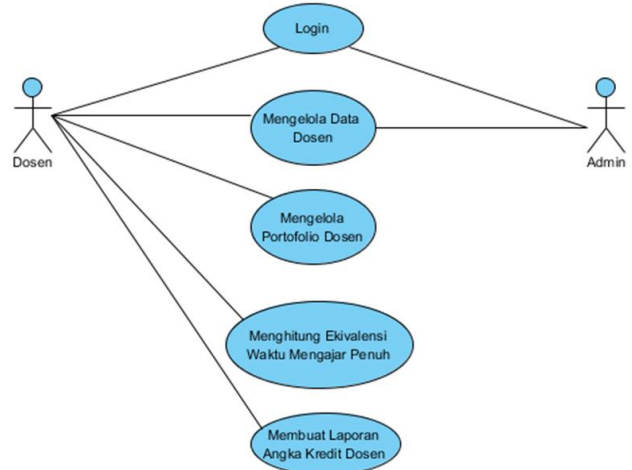 Login
Mengelola Data
Dosen
Dosen
Admin
Mengelola
Portofolio Dosen
Menghitung Ekivalensi
Waktu Mengajar Penuh
Membuat Laporan
Angka Kredit Dosen